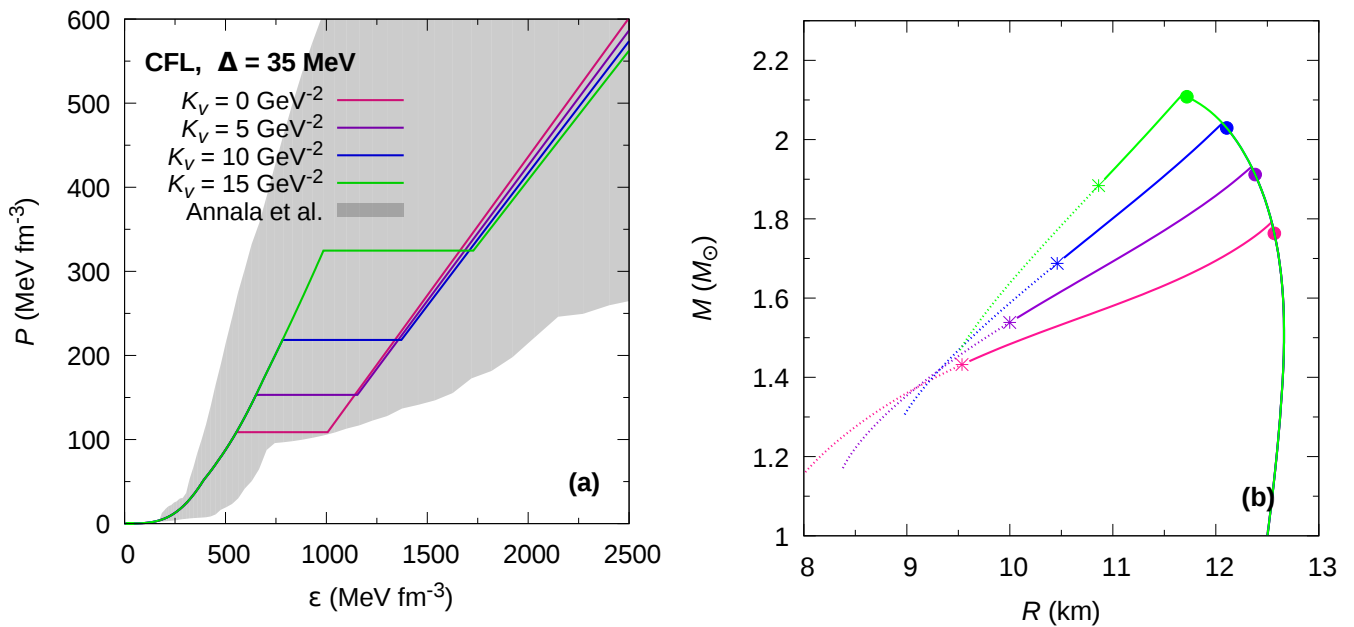 600
500
400
300
200
100
0
P (MeV fm⁻³)
CFL, Δ = 35 MeV
Kᵥ = 0 GeV⁻²
Kᵥ = 5 GeV⁻²
Kᵥ = 10 GeV⁻²
Kᵥ = 15 GeV⁻²
Annala et al.
(a)
0 500 1000 1500 2000 2500
ε (MeV fm⁻³)
2.2
2
1.8
1.6
1.4
1.2
1
M (M⊙)
(b)
8 9 10 11 12 13
R (km)